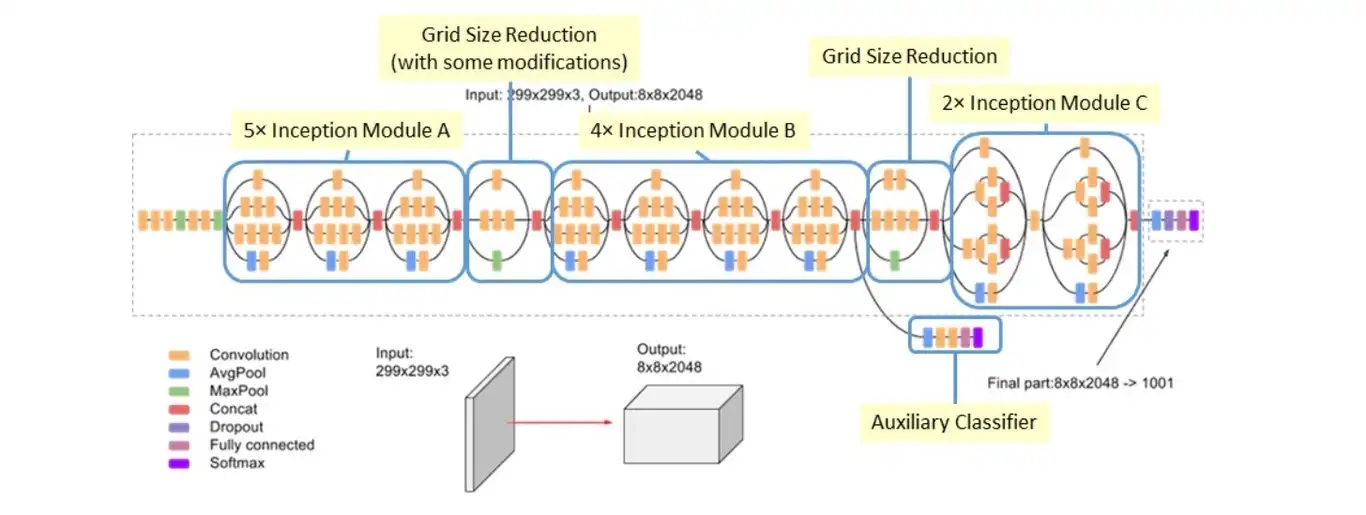 Grid Size Reduction
(with some modifications)
Grid Size Reduction
Input: 299x299x3, Output:8x8x2048
2× Inception Module C
5× Inception Module A
4× Inception Module B
Convolution
AvgPool
MaxPool
Concat
Dropout
Fully connected
Softmax
Input:
299x299x3
Output:
8x8x2048
Final part:8x8x2048 -> 1001
Auxiliary Classifier